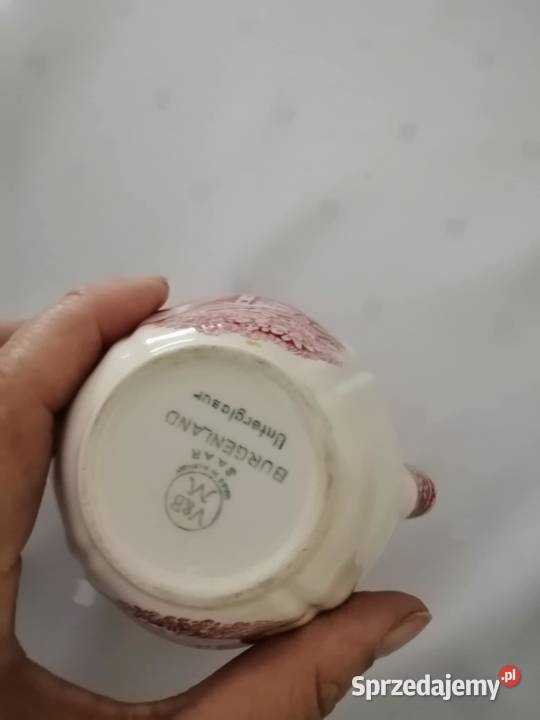 V&B
M
SAAR
BURGENLAND
Unterglasur
Sprzedajemy.pl